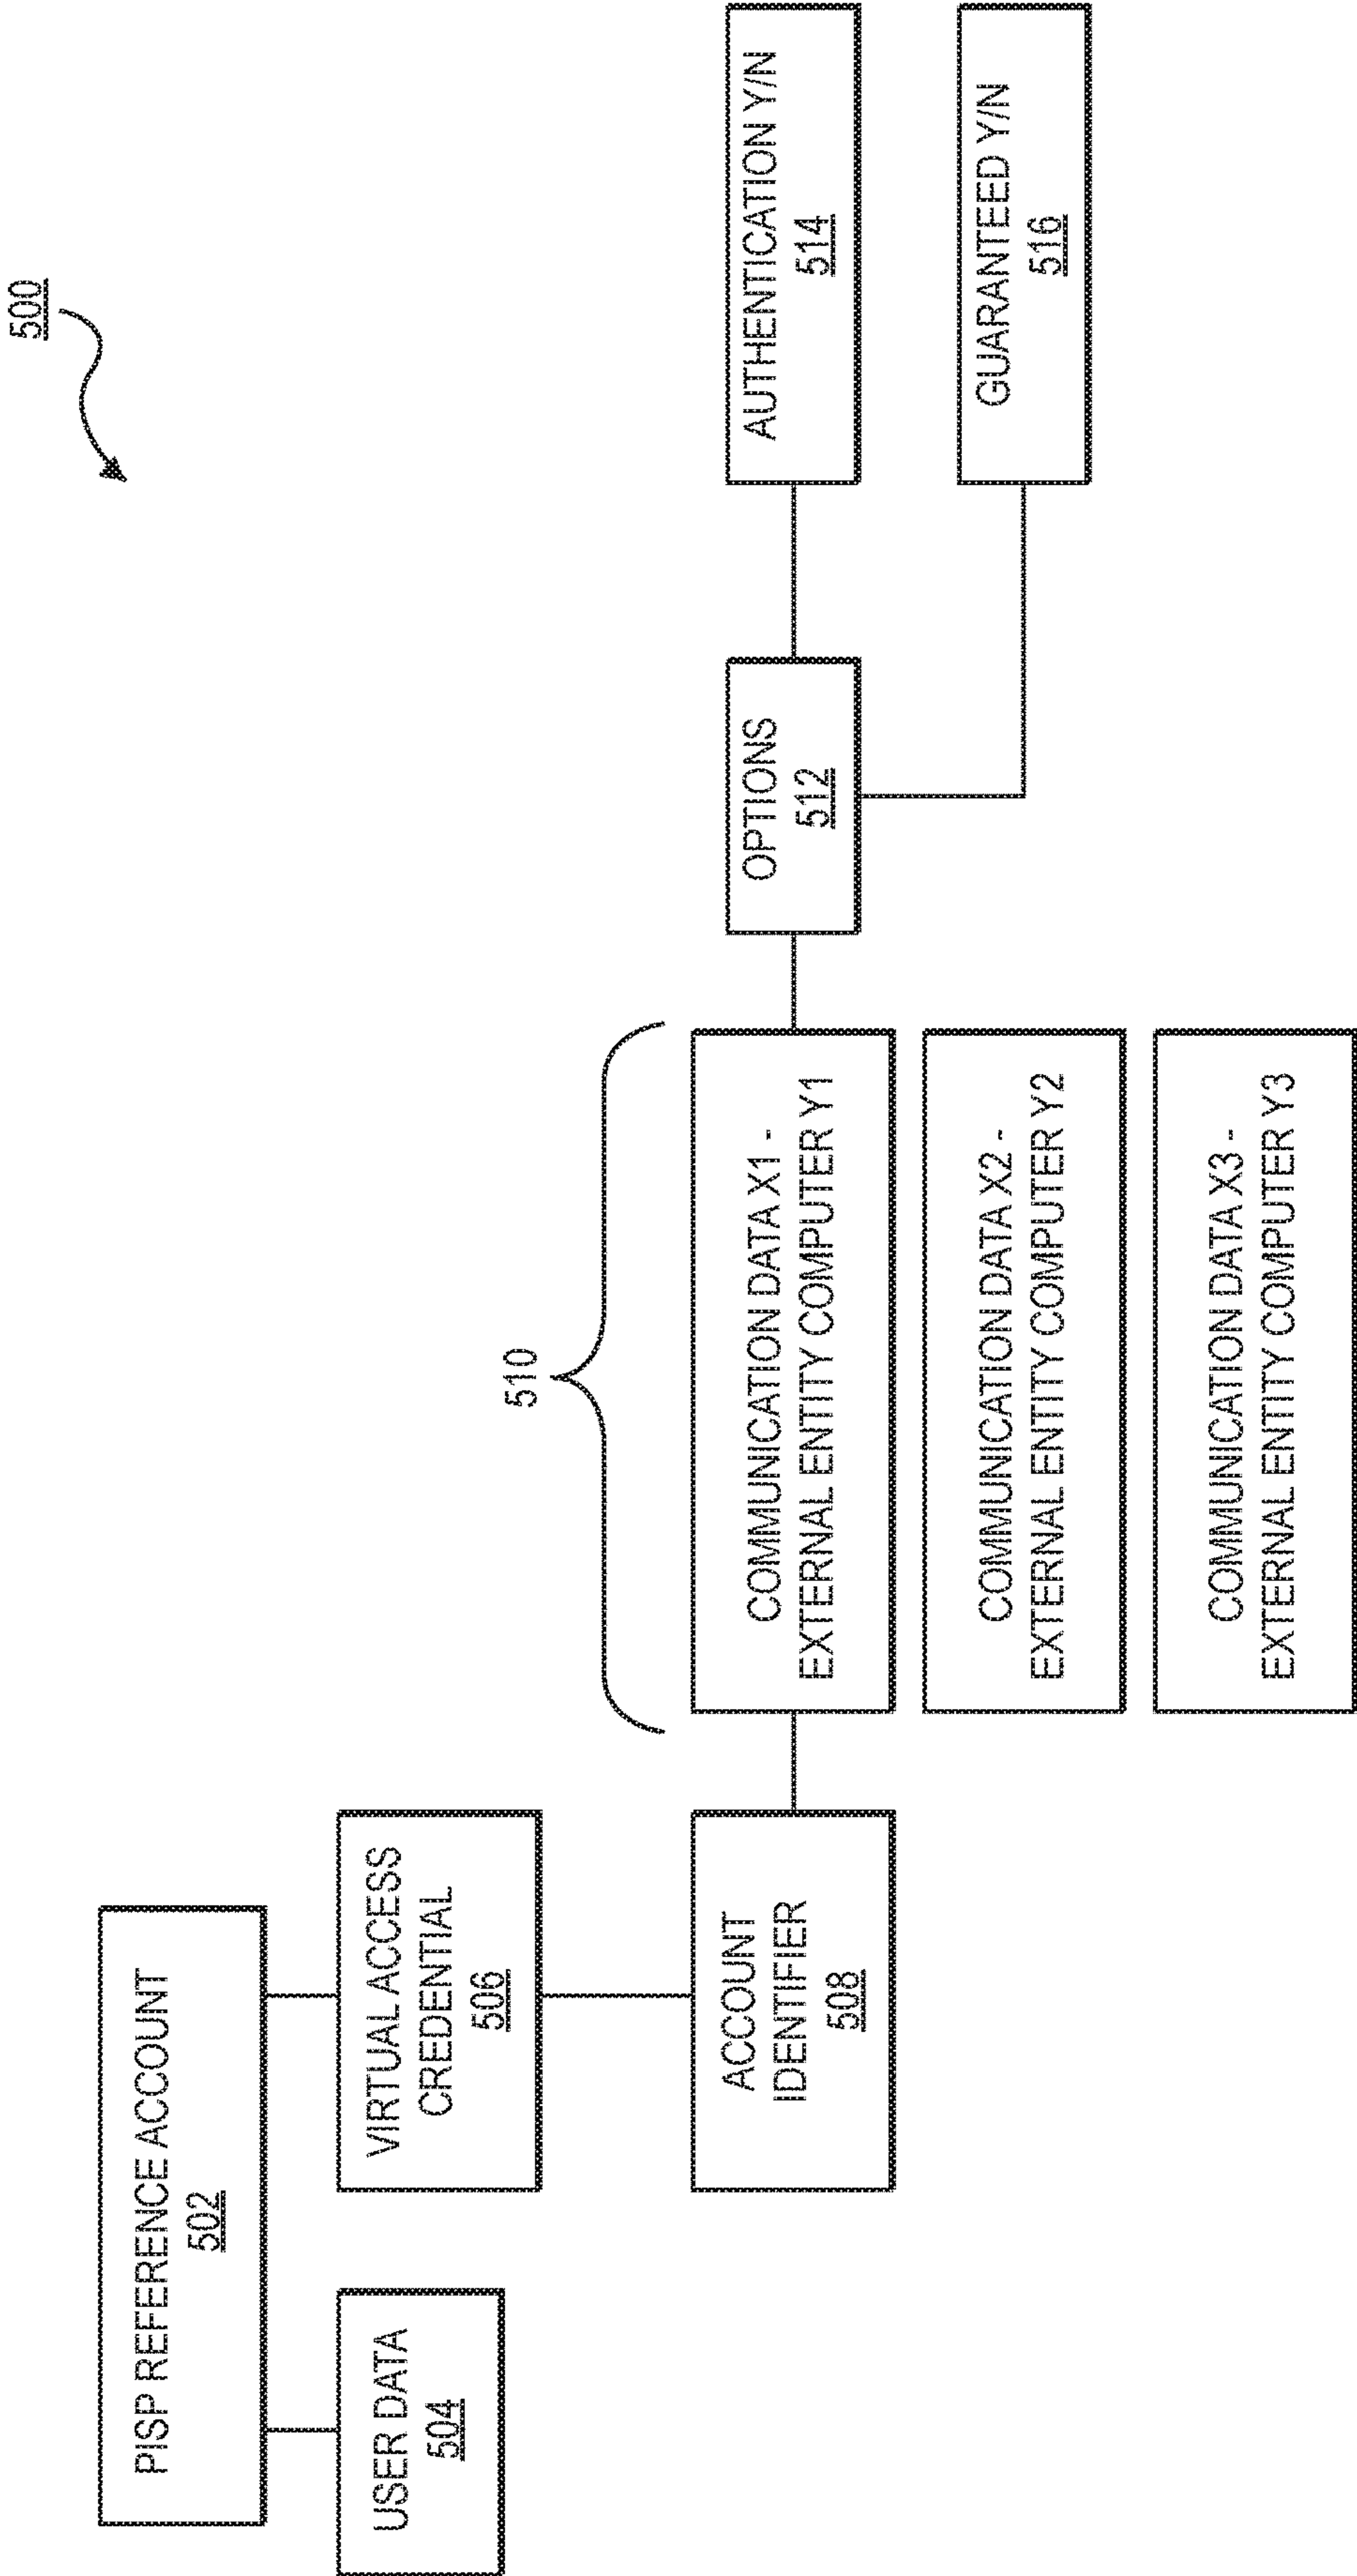 500
PISP REFERENCE ACCOUNT
502
USER DATA
504
VIRTUAL ACCESS
CREDENTIAL
506
ACCOUNT
IDENTIFIER
508
510
COMMUNICATION DATA X1 -
EXTERNAL ENTITY COMPUTER Y1
COMMUNICATION DATA X2 -
EXTERNAL ENTITY COMPUTER Y2
COMMUNICATION DATA X3 -
EXTERNAL ENTITY COMPUTER Y3
OPTIONS
512
AUTHENTICATION Y/N
514
GUARANTEED Y/N
516